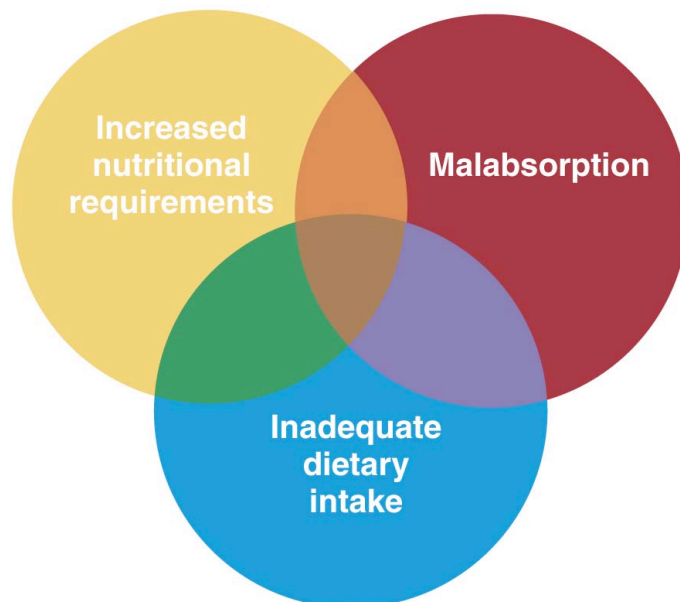 Increased
nutritional
requirements
Malabsorption
Inadequate
dietary
intake